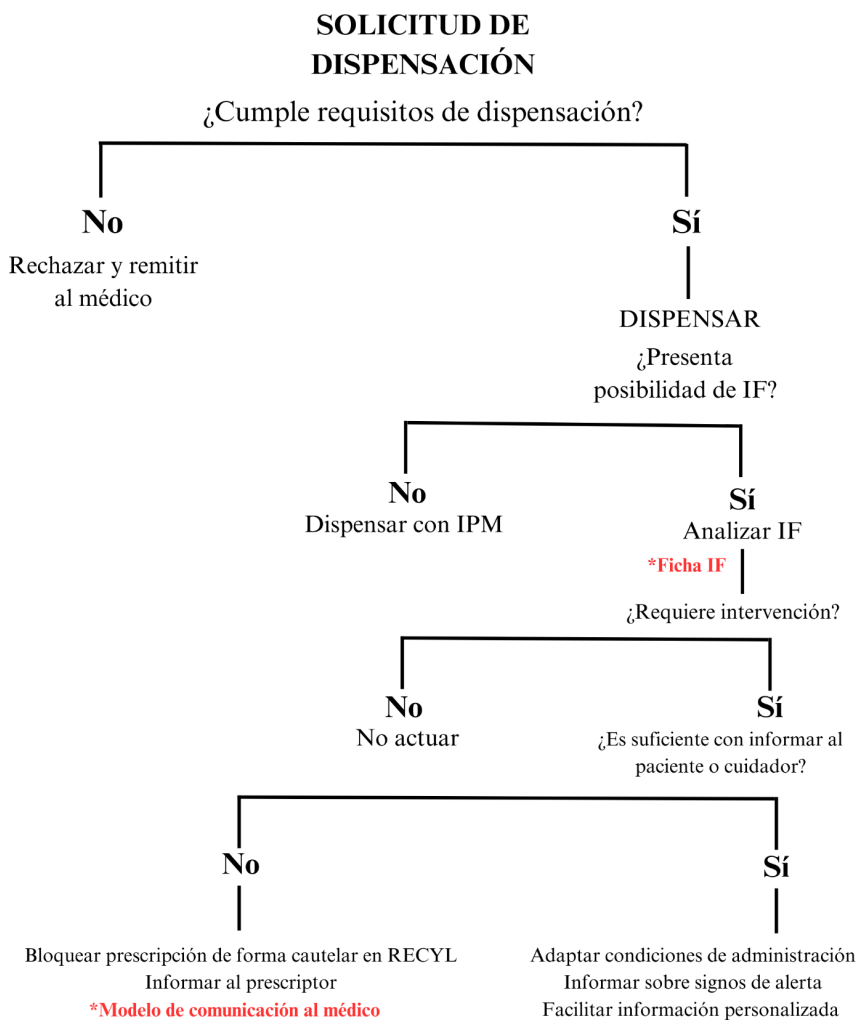 SOLICITUD DE
DISPENSACIÓN
¿Cumple requisitos de dispensación?
No
Rechazar y remitir
al médico
Sí
DISPENSAR
¿Presenta
posibilidad de IF?
No
Dispensar con IPM
Sí
Analizar IF
*Ficha IF
¿Requiere intervención?
No
No actuar
Sí
¿Es suficiente con informar al
paciente o cuidador?
No
Bloquear prescripción de forma cautelar en RECYL
Informar al prescriptor
*Modelo de comunicación al médico
Sí
Adaptar condiciones de administración
Informar sobre signos de alerta
Facilitar información personalizada